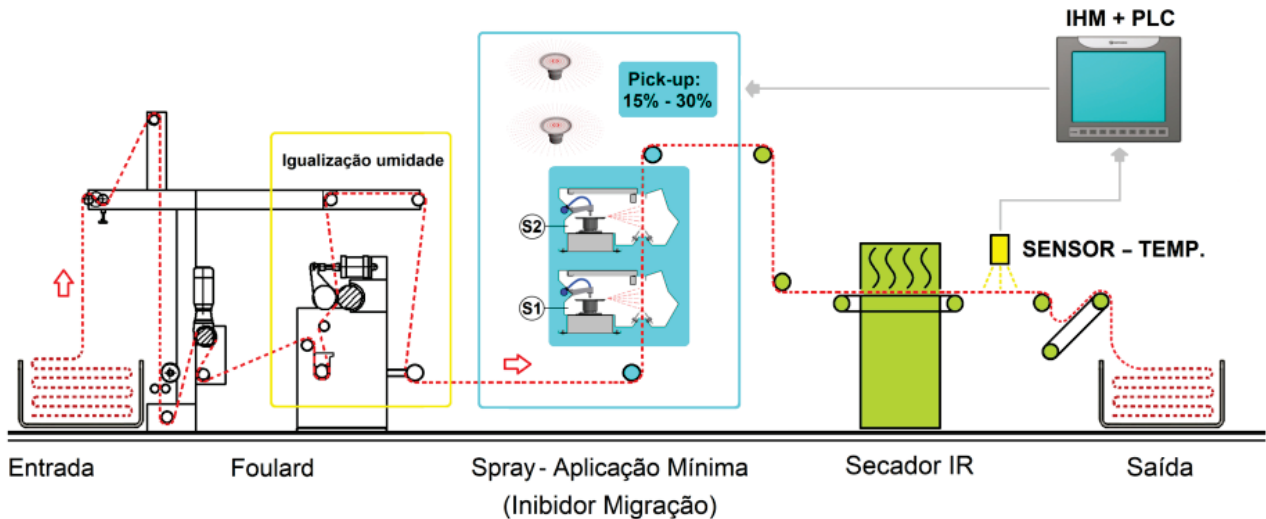 IHM + PLC
Pick-up:
15% - 30%
Igualização umidade
S2
S1
SENSOR – TEMP.
Entrada
Foulard
Spray - Aplicação Mínima
(Inibidor Migração)
Secador IR
Saída